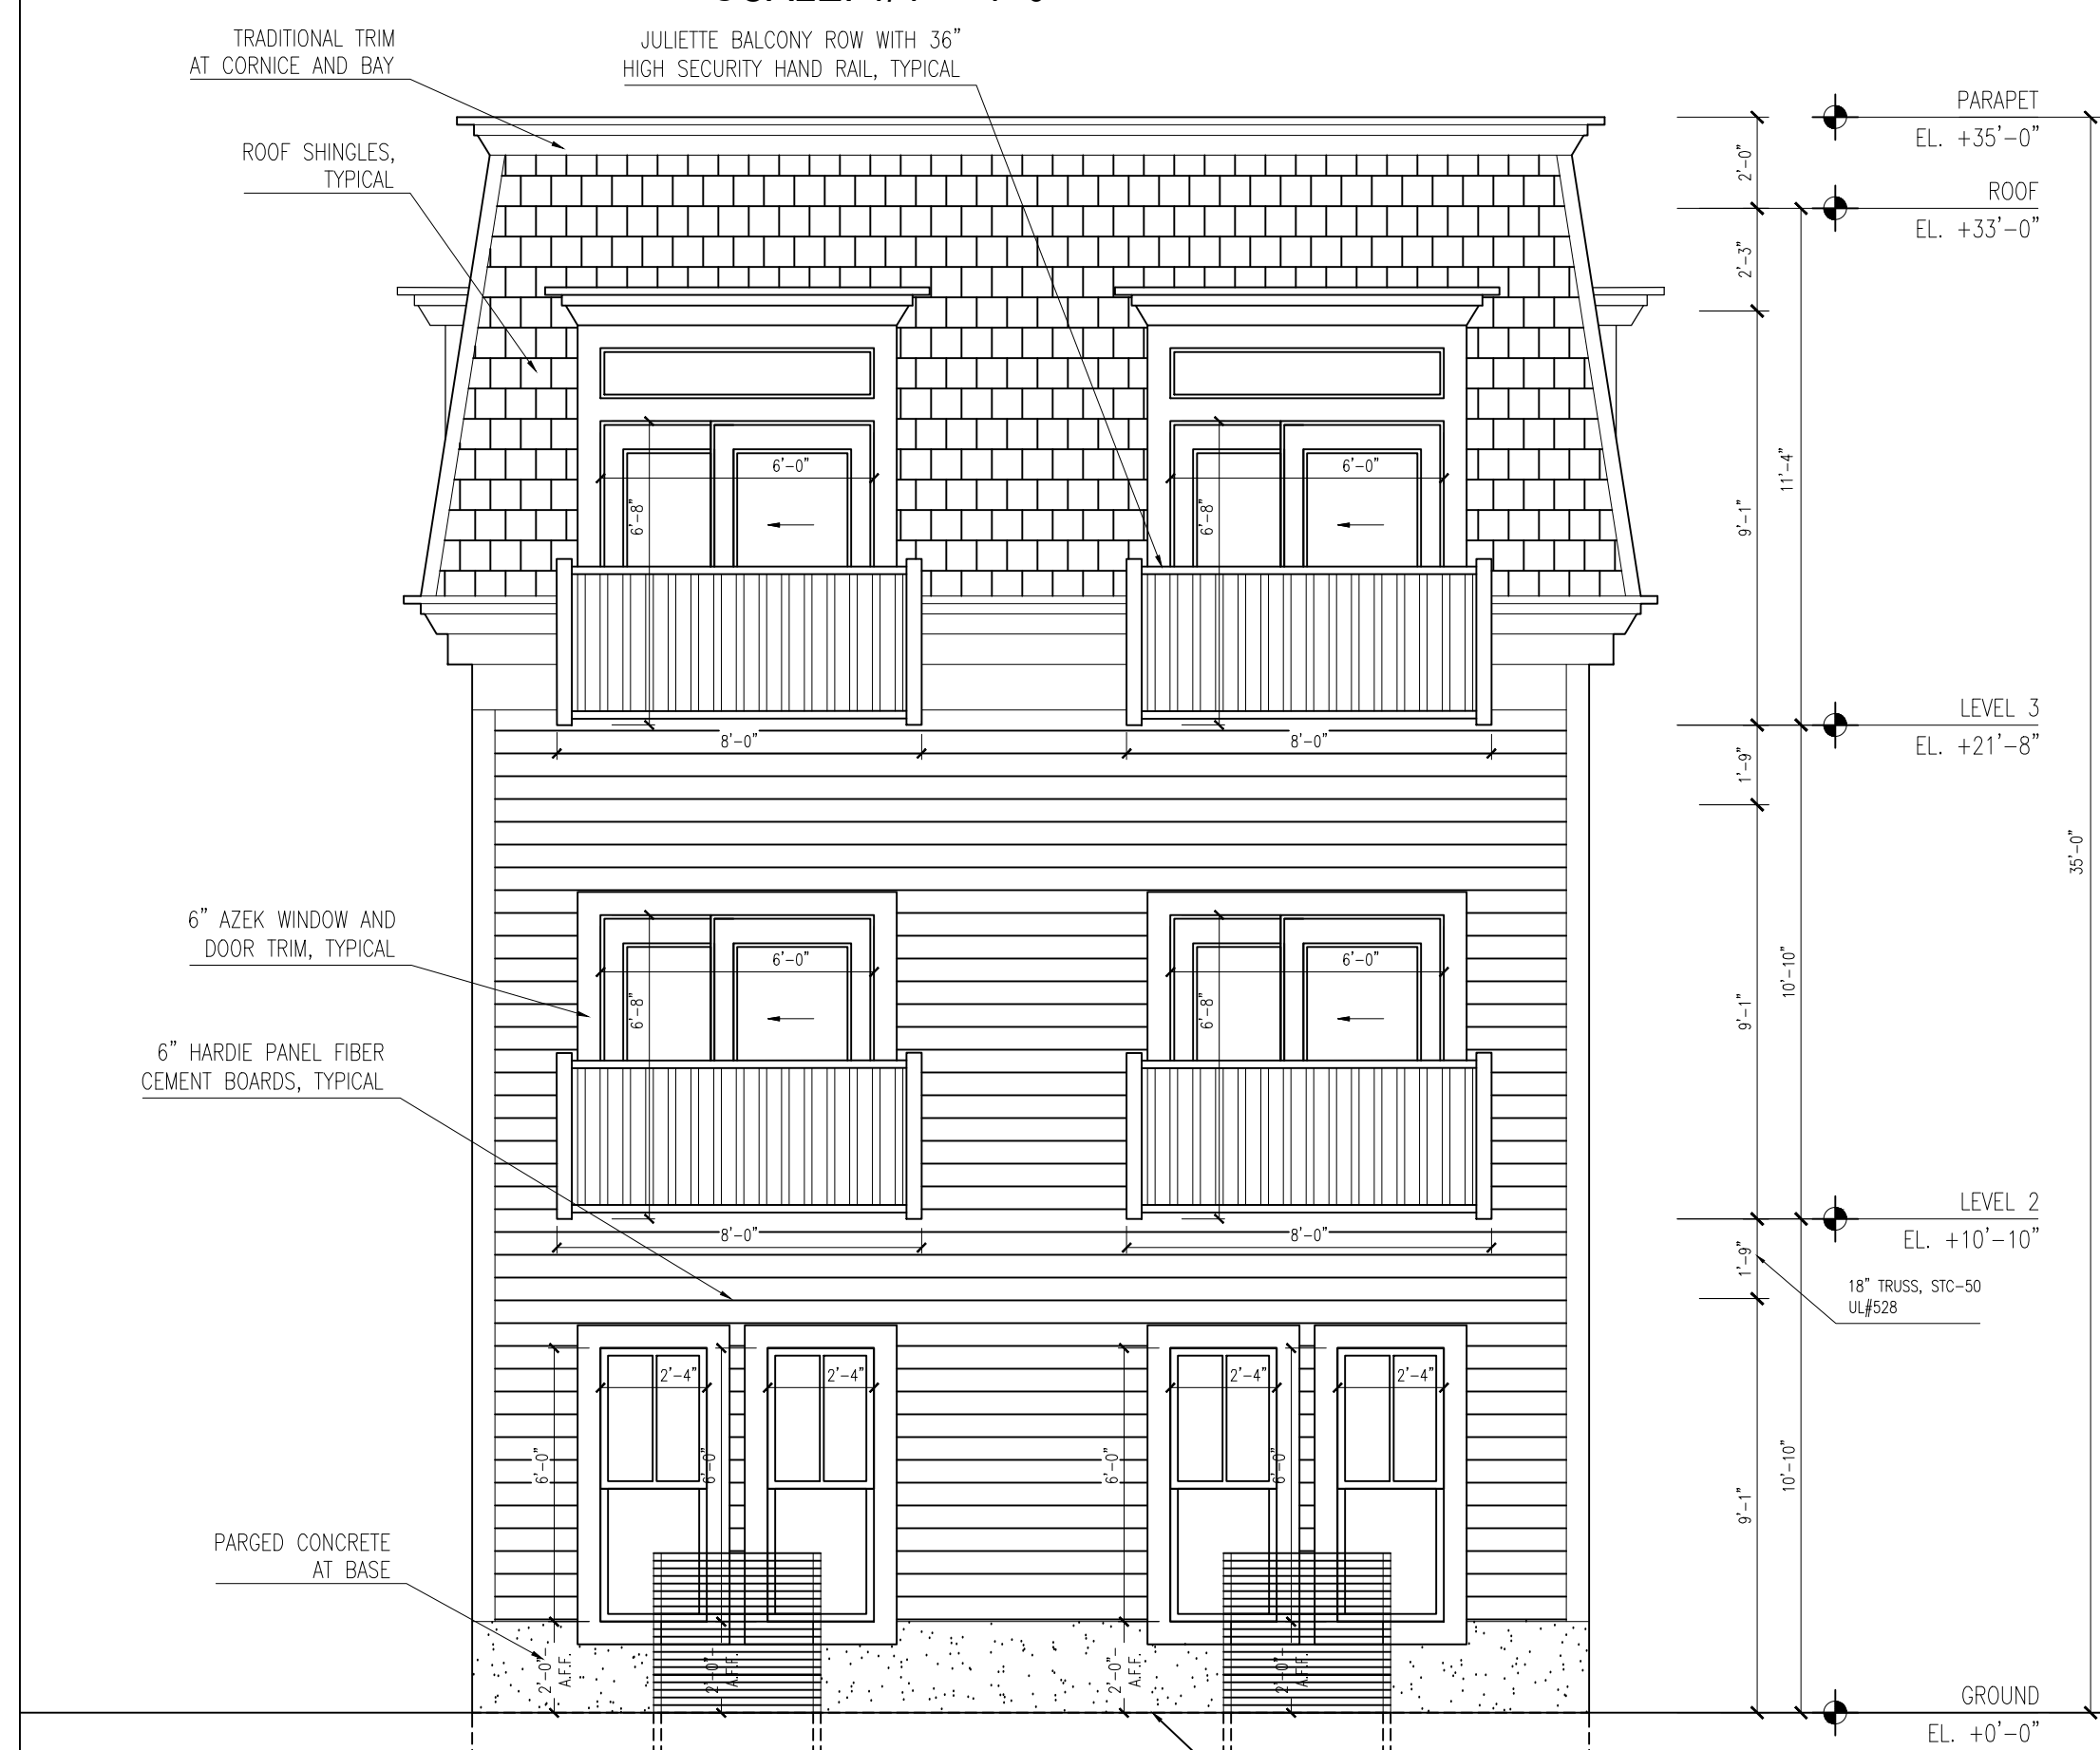 TRADITIONAL TRIM
AT CORNICE AND BAY
JULIETTE BALCONY ROW WITH 36"
HIGH SECURITY HAND RAIL, TYPICAL
ROOF SHINGLES,
TYPICAL
PARAPET
EL. +35'-0"
2'-0"
ROOF
EL. +33'-0"
2'-3"
6'-0"
6'-8"
6'-0"
6'-8"
9'-1"
11'-4"
8'-0"
8'-0"
LEVEL 3
EL. +21'-8"
1'-9"
35'-0"
6" AZEK WINDOW AND
DOOR TRIM, TYPICAL
6'-0"
6'-8"
6'-0"
6'-8"
9'-1"
10'-10"
6" HARDIE PANEL FIBER
CEMENT BOARDS, TYPICAL
8'-0"
8'-0"
LEVEL 2
EL. +10'-10"
1'-9"
18" TRUSS, STC-50
UL#528
2'-4"
2'-4"
2'-4"
2'-4"
6'-0"
6'-0"
6'-0"
6'-0"
9'-1"
10'-10"
PARGED CONCRETE
AT BASE
2'-0"
A.F.F.
2'-0"
A.F.F.
2'-0"
A.F.F.
2'-0"
A.F.F.
GROUND
EL. +0'-0"